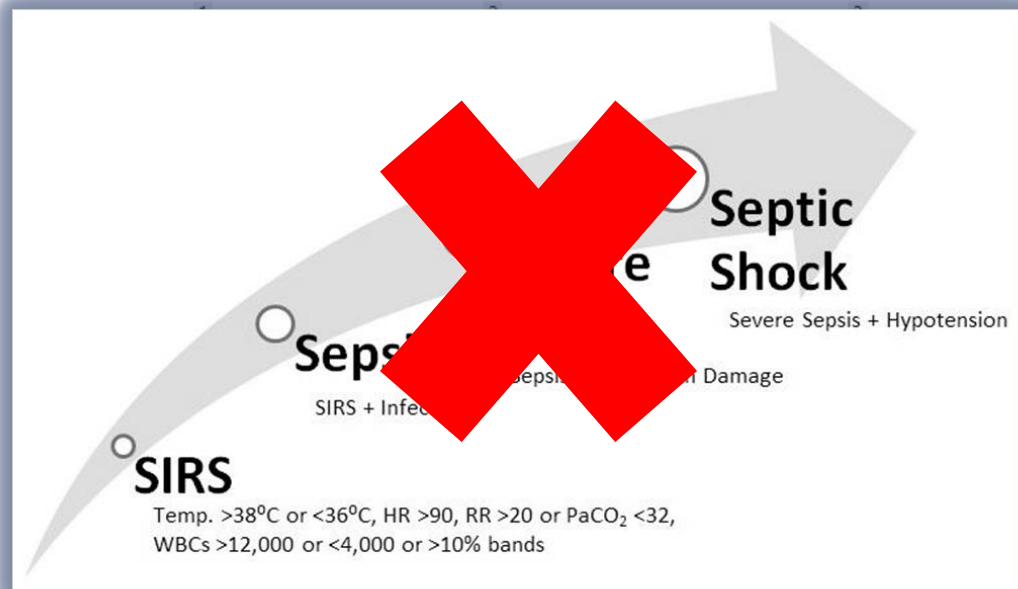 Septic
Shock
Severe Sepsis + Hypotension
Damage
SIRS + 
SIRS
Temp. >38⁰C or <36⁰C, HR >90, RR >20 or PaCO₂ <32,
WBCs >12,000 or <4,000 or >10% bands